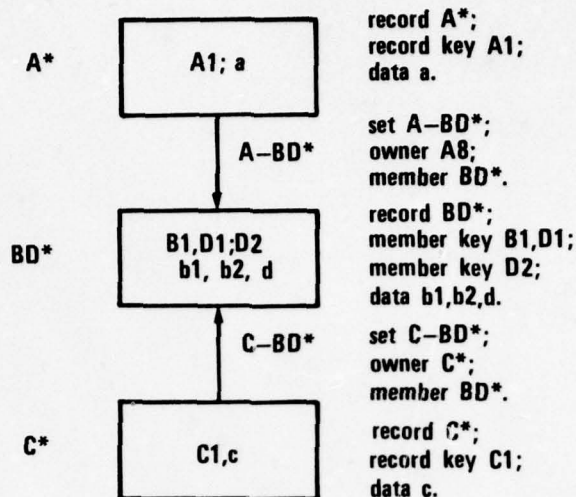 A*
A1; a
A–BD*
BD*
B1,D1;D2
b1, b2, d
C–BD*
C*
C1,c
record A*;
record key A1;
data a.
set A–BD*;
owner A8;
member BD*.
record BD*;
member key B1,D1;
member key D2;
data b1,b2,d.
set C–BD*;
owner C*;
member BD*.
record C*;
record key C1;
data c.